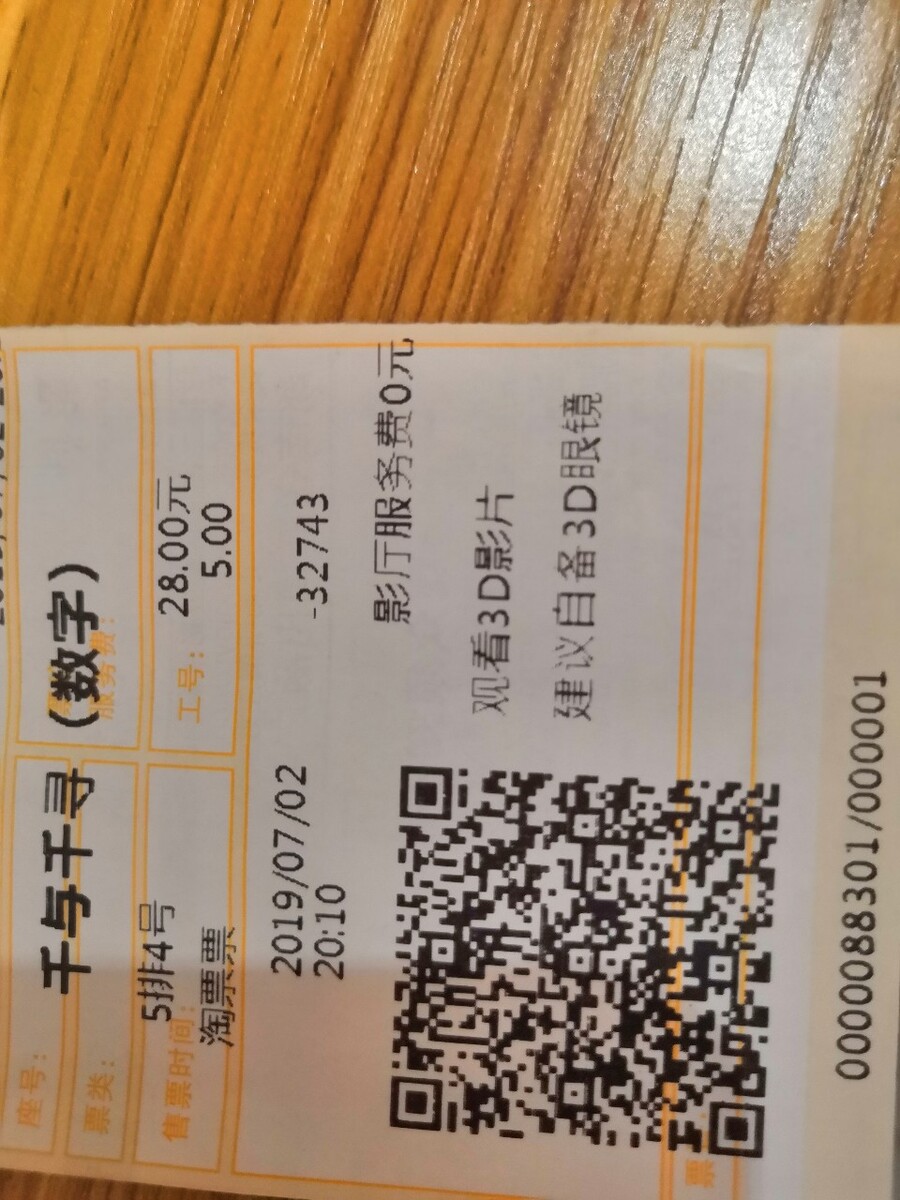 座号：
千与千寻 (数字)
票类： 服务费：
5排4号 28.00元
售票时间： 工号：
淘票票 5.00
2019/07/02
20:10 -32743
影厅服务费0元
观看3D影片
建议自备3D眼镜
票
000088301/000001